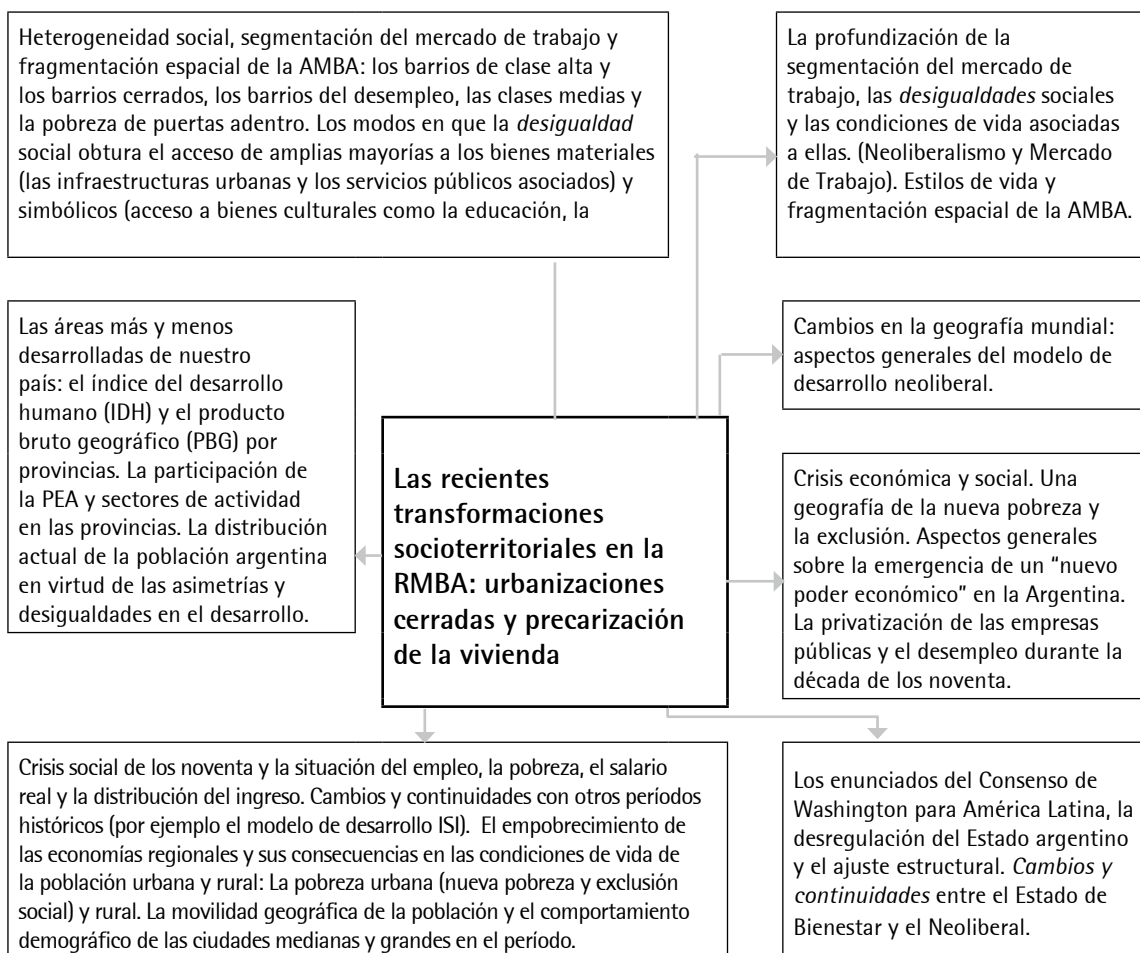 Heterogeneidad social, segmentación del mercado de trabajo y
fragmentación espacial de la AMBA: los barrios de clase alta y
los barrios cerrados, los barrios del desempleo, las clases medias y
la pobreza de puertas adentro. Los modos en que la desigualdad
social obtura el acceso de amplias mayorías a los bienes materiales
(las infraestructuras urbanas y los servicios públicos asociados) y
simbólicos (acceso a bienes culturales como la educación, la
La profundización de la
segmentación del mercado de
trabajo, las desigualdades sociales
y las condiciones de vida asociadas
a ellas. (Neoliberalismo y Mercado
de Trabajo). Estilos de vida y
fragmentación espacial de la AMBA.
Las áreas más y menos
desarrolladas de nuestro
país: el índice del desarrollo
humano (IDH) y el producto
bruto geográfico (PBG) por
provincias. La participación de
la PEA y sectores de actividad
en las provincias. La distribución
actual de la población argentina
en virtud de las asimetrías y
desigualdades en el desarrollo.
Cambios en la geografía mundial:
aspectos generales del modelo de
desarrollo neoliberal.
Las recientes
transformaciones
socioterritoriales en la
RMBA: urbanizaciones
cerradas y precarización
de la vivienda
Crisis económica y social. Una
geografía de la nueva pobreza y
la exclusión. Aspectos generales
sobre la emergencia de un “nuevo
poder económico” en la Argentina.
La privatización de las empresas
públicas y el desempleo durante la
década de los noventa.
Crisis social de los noventa y la situación del empleo, la pobreza, el salario
real y la distribución del ingreso. Cambios y continuidades con otros períodos
históricos (por ejemplo el modelo de desarrollo ISI). El empobrecimiento de
las economías regionales y sus consecuencias en las condiciones de vida de
la población urbana y rural: La pobreza urbana (nueva pobreza y exclusión
social) y rural. La movilidad geográfica de la población y el comportamiento
demográfico de las ciudades medianas y grandes en el período.
Los enunciados del Consenso de
Washington para América Latina, la
desregulación del Estado argentino
y el ajuste estructural. Cambios y
continuidades entre el Estado de
Bienestar y el Neoliberal.